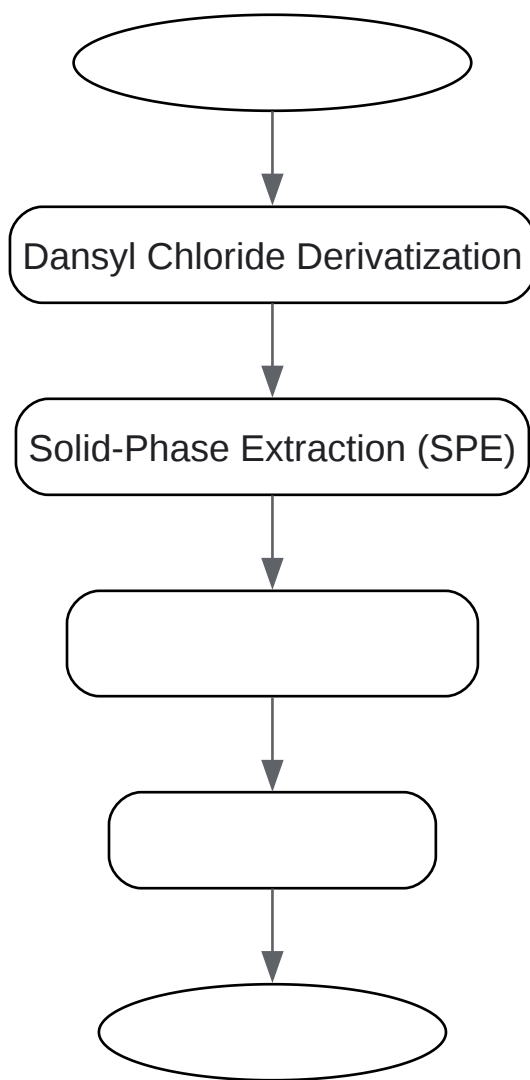 Dansyl Chloride Derivatization
Solid-Phase Extraction (SPE)